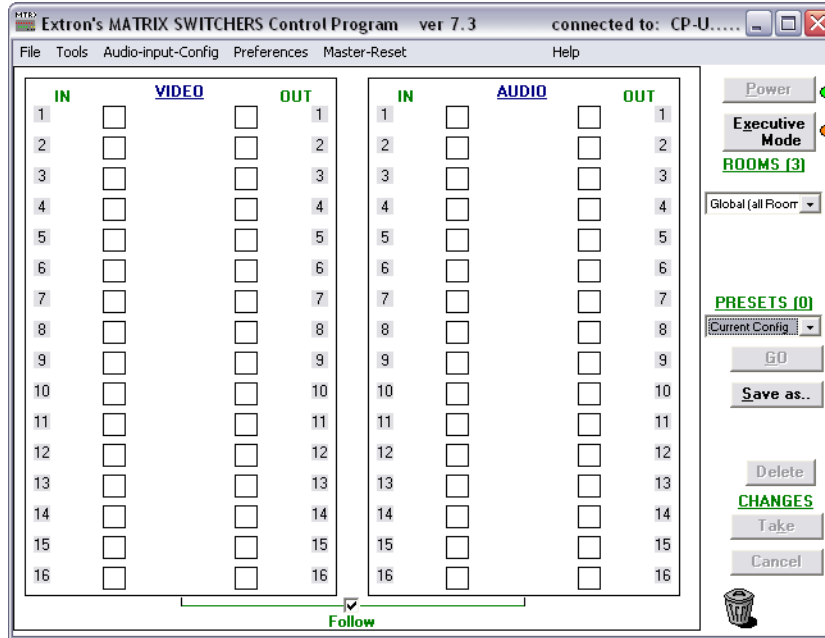 MTRX
Extron's MATRIX SWITCHERS Control Program ver 7.3 connected to: CP-U.....
File Tools Audio-input-Config Preferences Master-Reset Help
IN VIDEO OUT IN AUDIO OUT
1 1 1 1
2 2 2 2
3 3 3 3
4 4 4 4
5 5 5 5
6 6 6 6
7 7 7 7
8 8 8 8
9 9 9 9
10 10 10 10
11 11 11 11
12 12 12 12
13 13 13 13
14 14 14 14
15 15 15 15
16 16 16 16
Follow
Power
Executive
Mode
ROOMS (3)
Global (all Room
PRESETS (0)
Current Config
GO
Save as..
Delete
CHANGES
Take
Cancel